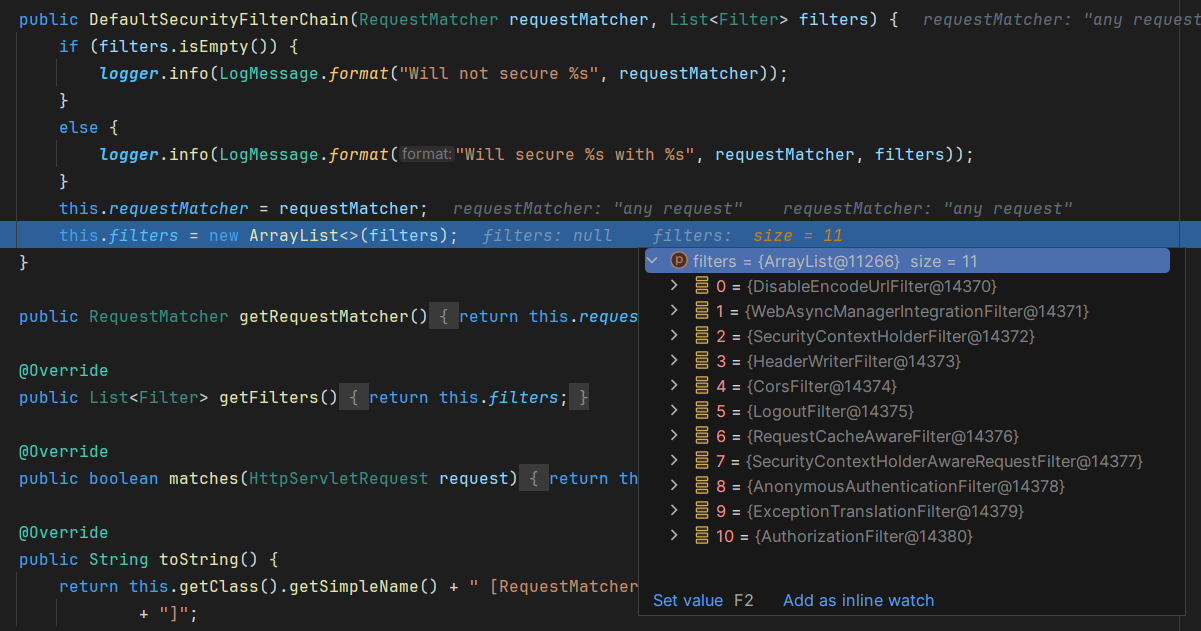 public DefaultSecurityFilterChain(RequestMatcher requestMatcher, List<Filter> filters) {   requestMatcher: "any request
    if (filters.isEmpty()) {
        logger.info(LogMessage.format("Will not secure %s", requestMatcher));
    }
    else {
        logger.info(LogMessage.format( format: "Will secure %s with %s", requestMatcher, filters));
    }
    this.requestMatcher = requestMatcher;   requestMatcher: "any request"    requestMatcher: "any request"
    this.filters = new ArrayList<>(filters);   filters: null    filters:  size = 11
}
filters = {ArrayList@11266}  size = 11
0 = {DisableEncodeUrlFilter@14370}
1 = {WebAsyncManagerIntegrationFilter@14371}
2 = {SecurityContextHolderFilter@14372}
3 = {HeaderWriterFilter@14373}
4 = {CorsFilter@14374}
5 = {LogoutFilter@14375}
6 = {RequestCacheAwareFilter@14376}
7 = {SecurityContextHolderAwareRequestFilter@14377}
8 = {AnonymousAuthenticationFilter@14378}
9 = {ExceptionTranslationFilter@14379}
10 = {AuthorizationFilter@14380}
Set value  F2  Add as inline watch
public RequestMatcher getRequestMatcher() { return this.reques
@Override
public List<Filter> getFilters() { return this.filters; }
@Override
public boolean matches(HttpServletRequest request) { return th
@Override
public String toString() {
    return this.getClass().getSimpleName() + " [RequestMatcher
            + "]";